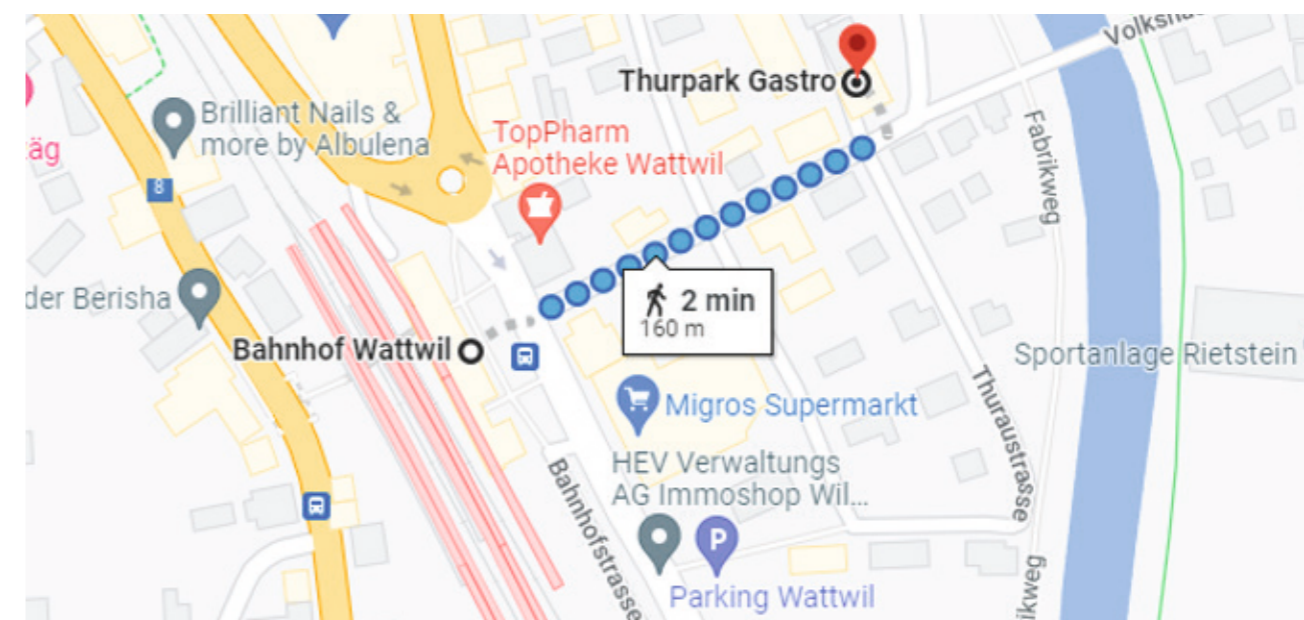 Volksha
Thurpark Gastro
Brilliant Nails &
more by Albulena
TopPharm
Apotheke Wattwil
äg
8
Fabrikweg
der Berisha
2 min
160 m
Bahnhof Wattwil
Sportanlage Rietstein
Migros Supermarkt
Thuraustrasse
HEV Verwaltungs
AG Immoshop Wil...
Bahnhofstrasse
P
Parking Wattwil
ikweg